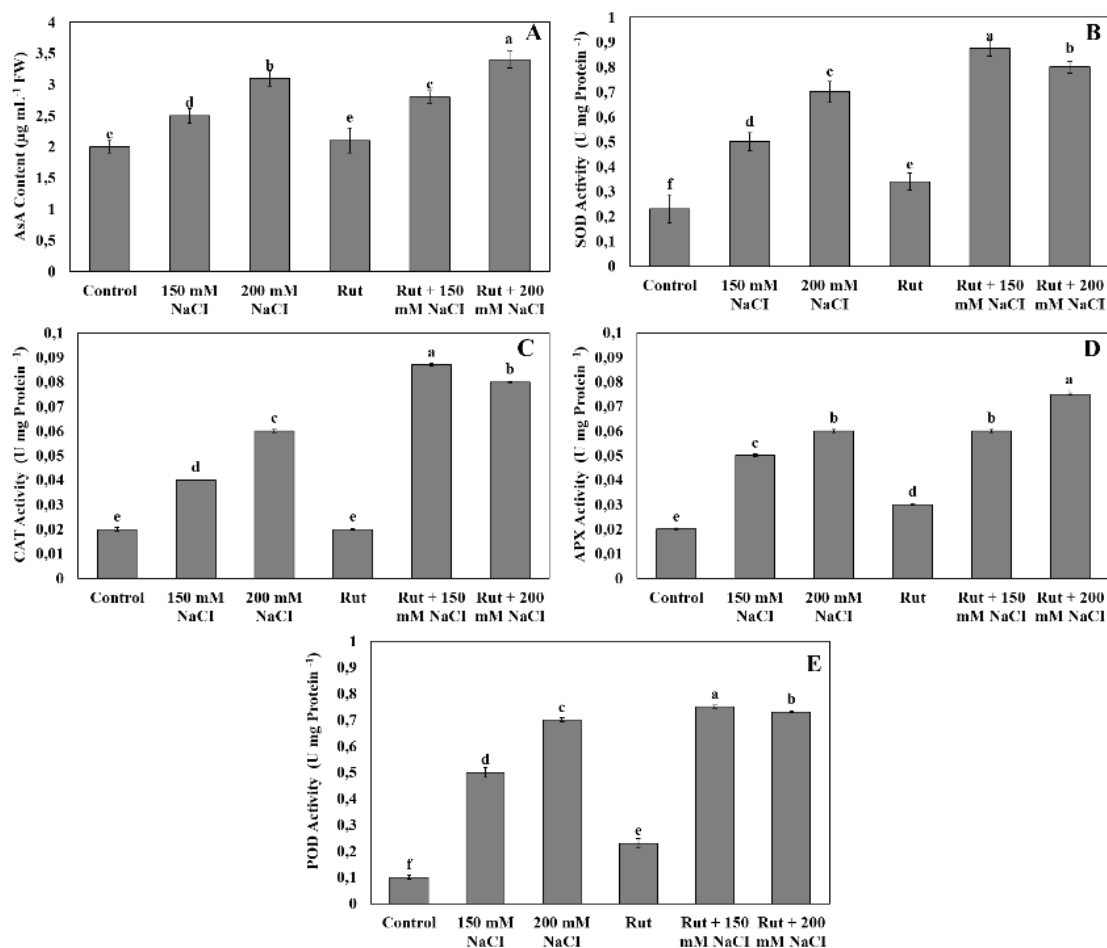 A
AsA Content (µg mL⁻¹ FW)
4
3,5
3
2,5
2
1,5
1
0,5
0
c
d
b
e
c
a
Control
150 mM NaCl
200 mM NaCl
Rut
Rut + 150 mM NaCl
Rut + 200 mM NaCl
B
SOD Activity (U mg Protein ⁻¹)
1
0,9
0,8
0,7
0,6
0,5
0,4
0,3
0,2
0,1
0
f
d
c
e
a
b
Control
150 mM NaCl
200 mM NaCl
Rut
Rut + 150 mM NaCl
Rut + 200 mM NaCl
C
CAT Activity (U mg Protein ⁻¹)
0,1
0,09
0,08
0,07
0,06
0,05
0,04
0,03
0,02
0,01
0
e
d
c
e
a
b
Control
150 mM NaCl
200 mM NaCl
Rut
Rut + 150 mM NaCl
Rut + 200 mM NaCl
D
APX Activity (U mg Protein ⁻¹)
0,1
0,09
0,08
0,07
0,06
0,05
0,04
0,03
0,02
0,01
0
e
c
b
d
b
a
Control
150 mM NaCl
200 mM NaCl
Rut
Rut + 150 mM NaCl
Rut + 200 mM NaCl
E
POD Activity (U mg Protein ⁻¹)
1
0,9
0,8
0,7
0,6
0,5
0,4
0,3
0,2
0,1
0
f
d
c
e
a
b
Control
150 mM NaCl
200 mM NaCl
Rut
Rut + 150 mM NaCl
Rut + 200 mM NaCl